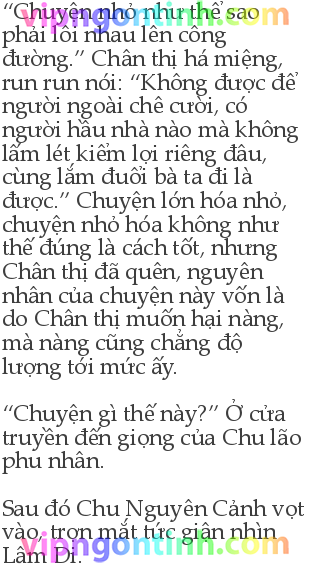 “Chuyện nhỏ như thế sao
phải lôi nhau lên công
đường.” Chân thị há miệng,
run run nói: “Không được để
người ngoài chê cười, có
người hầu nhà nào mà không
lấm lét kiểm lợi riêng đâu,
cùng lắm đuổi bà ta đi là
được.” Chuyện lớn hóa nhỏ,
chuyện nhỏ hóa không như
thế đúng là cách tốt, nhưng
Chân thị đã quên, nguyên
nhân của chuyện này vốn là
do Chân thị muốn hại nàng,
mà nàng cũng chẳng độ
lượng tới mức ấy.
“Chuyện gì thế này?” Ở cửa
truyền đến giọng của Chu lão
phu nhân.
Sau đó Chu Nguyên Cảnh vọt
vào, trợn mắt tức giận nhìn
Lâm Di.
vipngontinh.com
vipngontinh.com